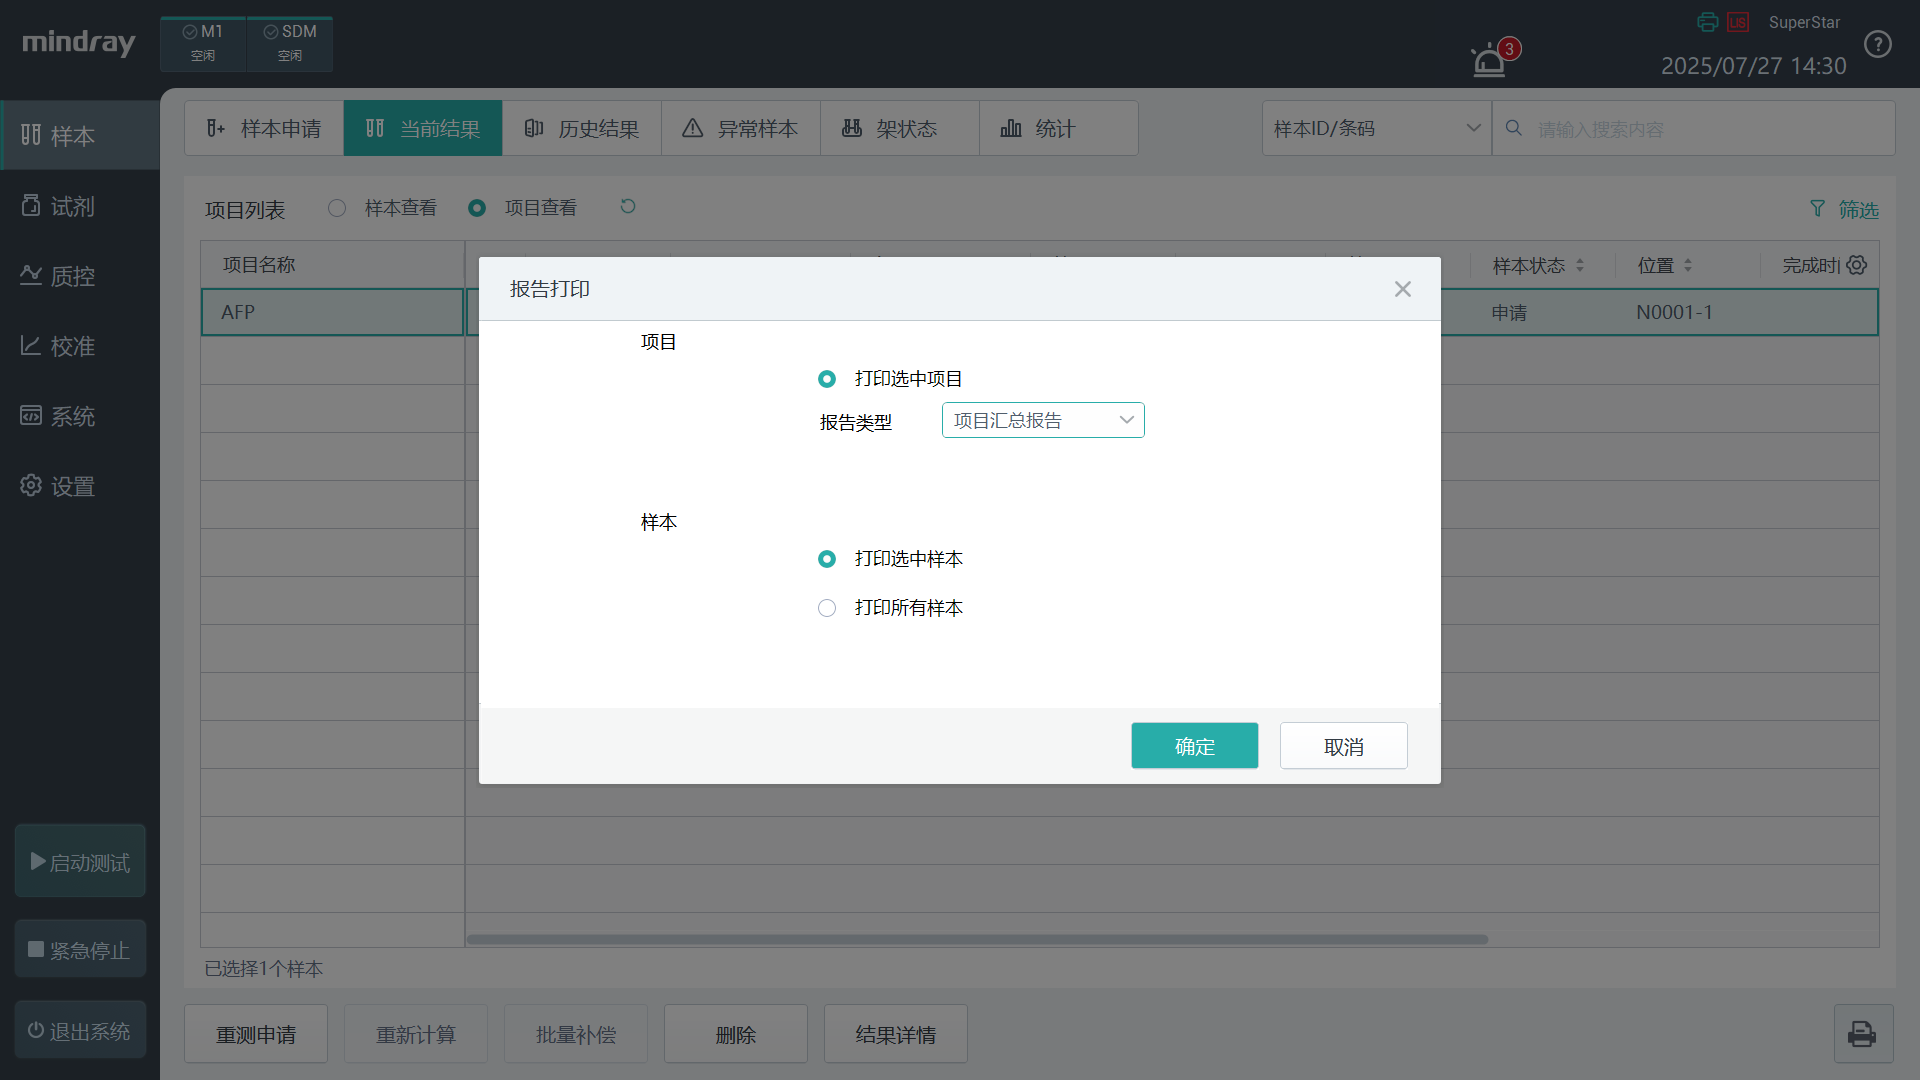 mindray
M1
空闲
SDM
空闲
3
LIS
SuperStar
2025/07/27 14:30
样本
试剂
质控
校准
系统
设置
启动测试
紧急停止
退出系统
样本申请
当前结果
历史结果
异常样本
架状态
统计
样本ID/条码
请输入搜索内容
项目列表
样本查看
项目查看
筛选
项目名称
样本状态
位置
完成时
AFP
申请
N0001-1
报告打印
项目
打印选中项目
报告类型
项目汇总报告
样本
打印选中样本
打印所有样本
确定
取消
已选择1个样本
重测申请
重新计算
批量补偿
删除
结果详情